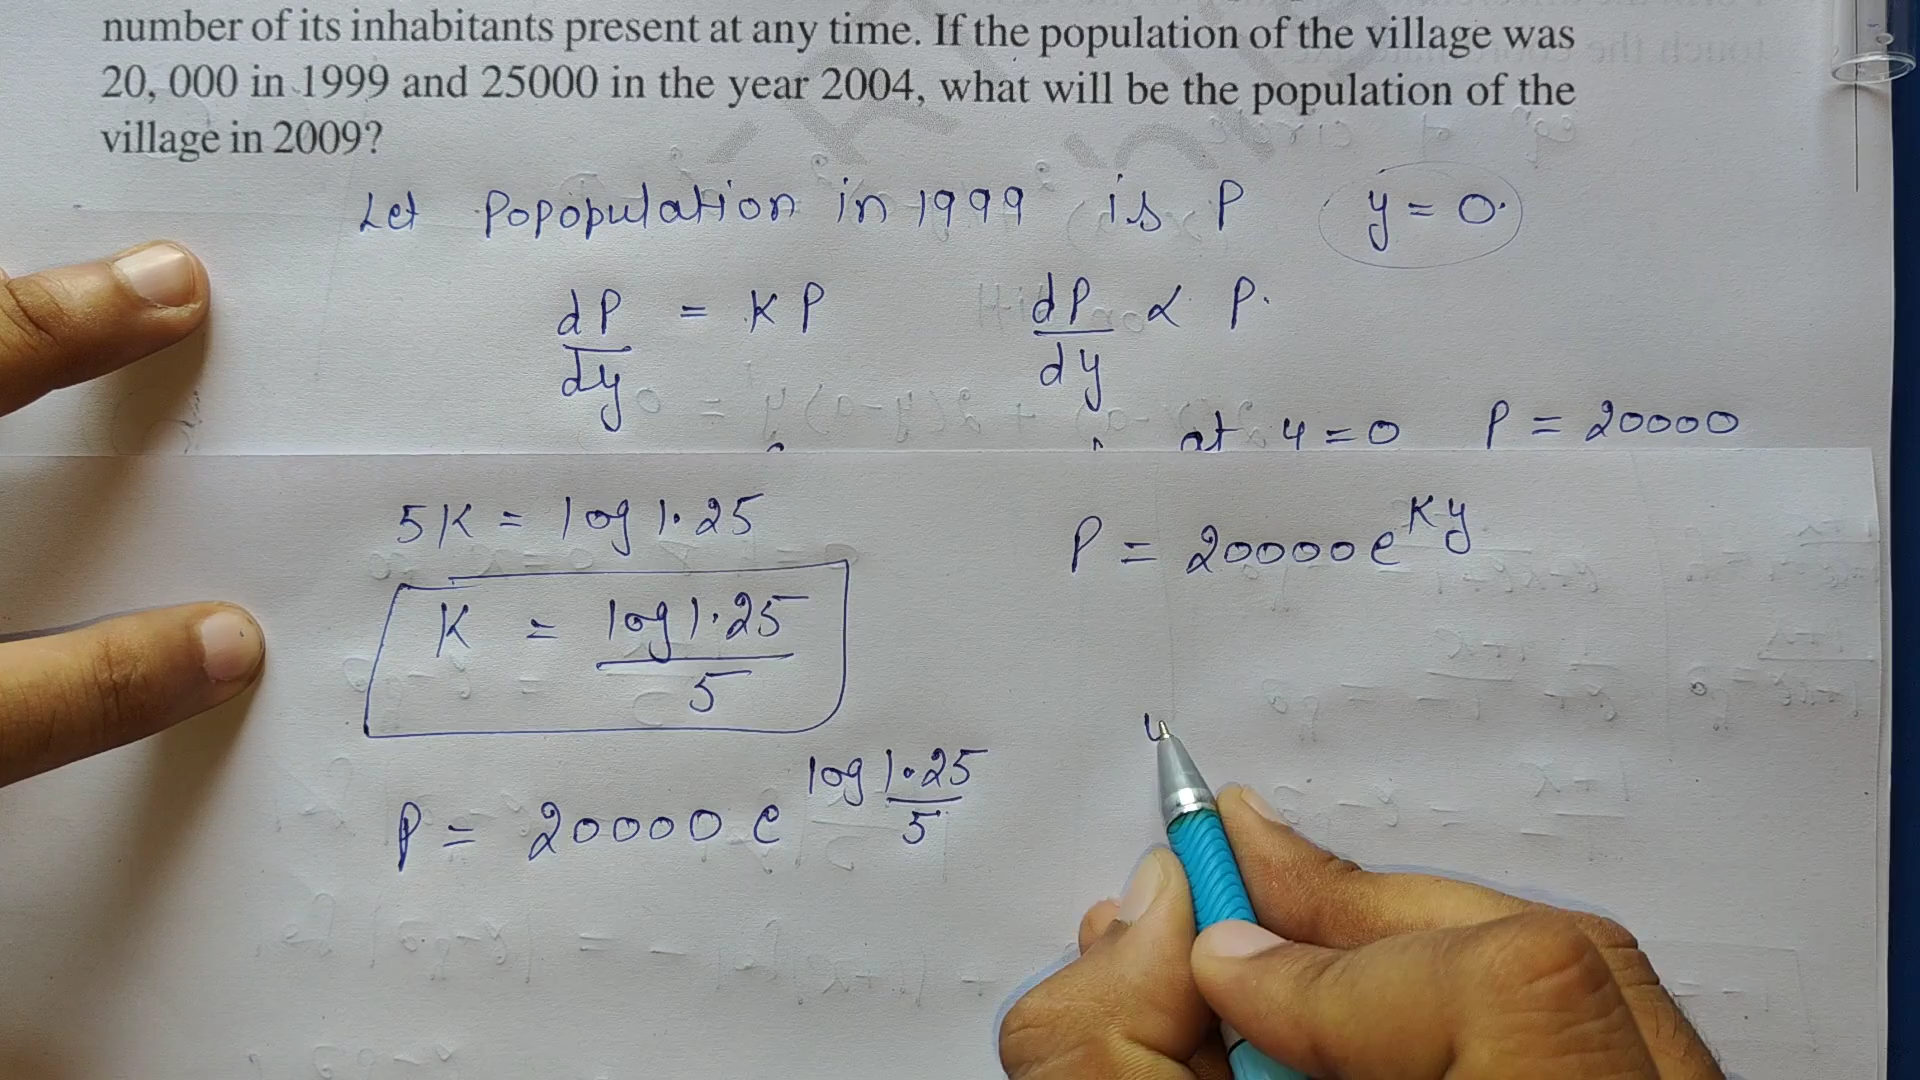 number of its inhabitants present at any time. If the population of the village was
20, 000 in 1999 and 25000 in the year 2004, what will be the population of the
village in 2009?
Let Popopulation in 1999 is P y = 0.
dP/dy = KP dP/dy ∝ P.
at y = 0 P = 20000
5K = log 1.25 P = 20000 e^Ky
K = log 1.25/5
P = 20000 e^log 1.25/5